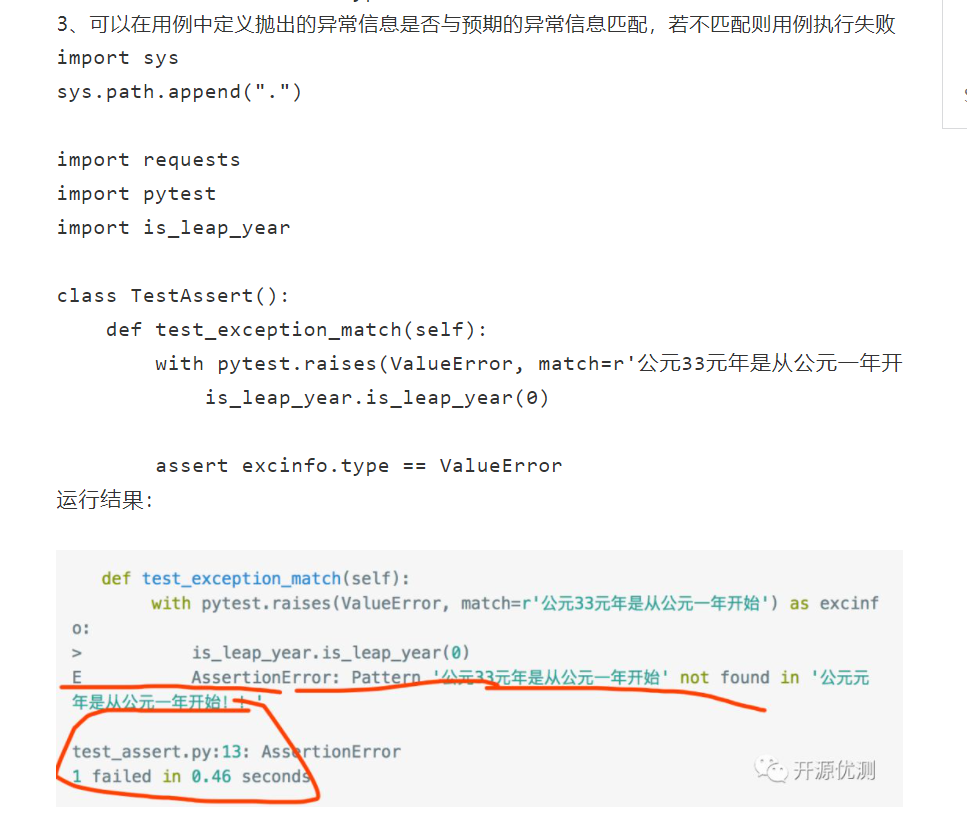 3、可以在用例中定义抛出的异常信息是否与预期的异常信息匹配，若不匹配则用例执行失败
import sys
sys.path.append(".")
import requests
import pytest
import is_leap_year
class TestAssert():
def test_exception_match(self):
with pytest.raises(ValueError, match=r'公元33元年是从公元一年开
is_leap_year.is_leap_year(0)
assert excinfo.type == ValueError
运行结果：
def test_exception_match(self):
with pytest.raises(ValueError, match=r'公元33元年是从公元一年开始') as excinf
o:
> is_leap_year.is_leap_year(0)
E AssertionError: Pattern '公元33元年是从公元一年开始' not found in '公元元
年是从公元一年开始！！'
test_assert.py:13: AssertionError
1 failed in 0.46 seconds
开源优测